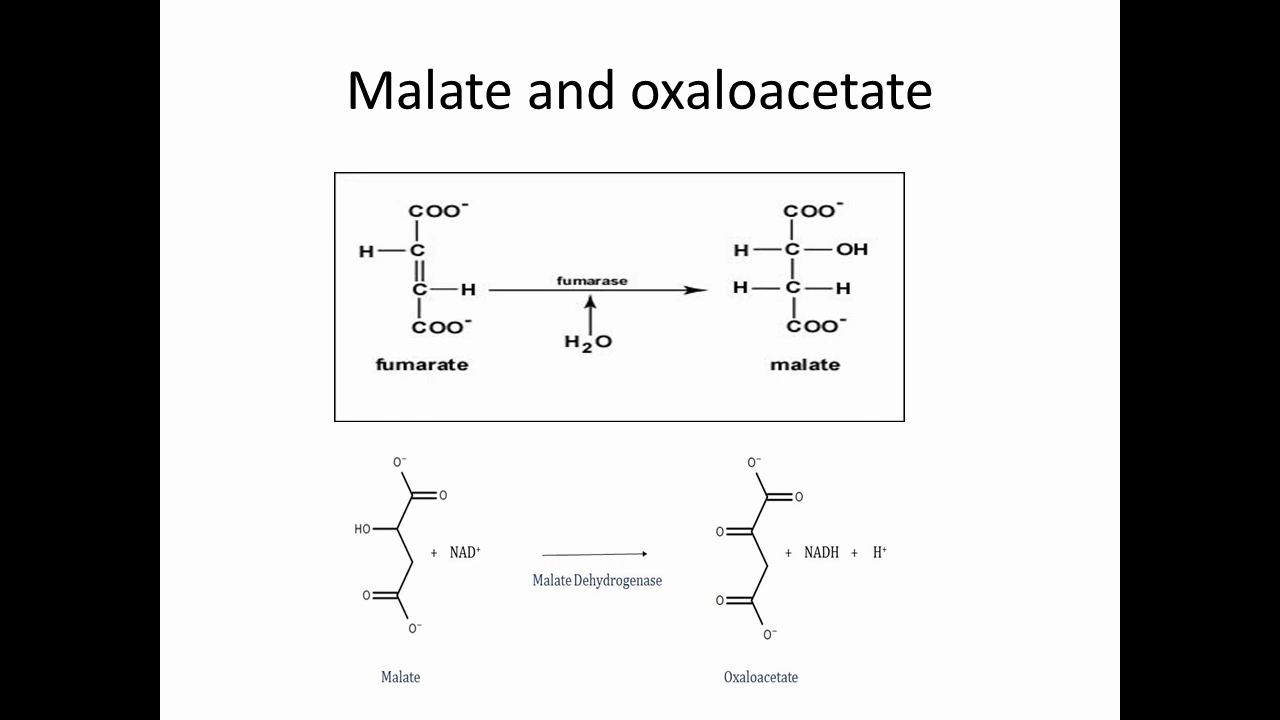 Malate and oxaloacetate
COO⁻ COO⁻
H C H C OH
fumarase
C H H C H
COO⁻ H₂O COO⁻
fumarate malate
O⁻ O⁻
O O
HO O
+ NAD⁺ + NADH + H⁺
Malate Dehydrogenase
O O
O⁻ O⁻
Malate Oxaloacetate